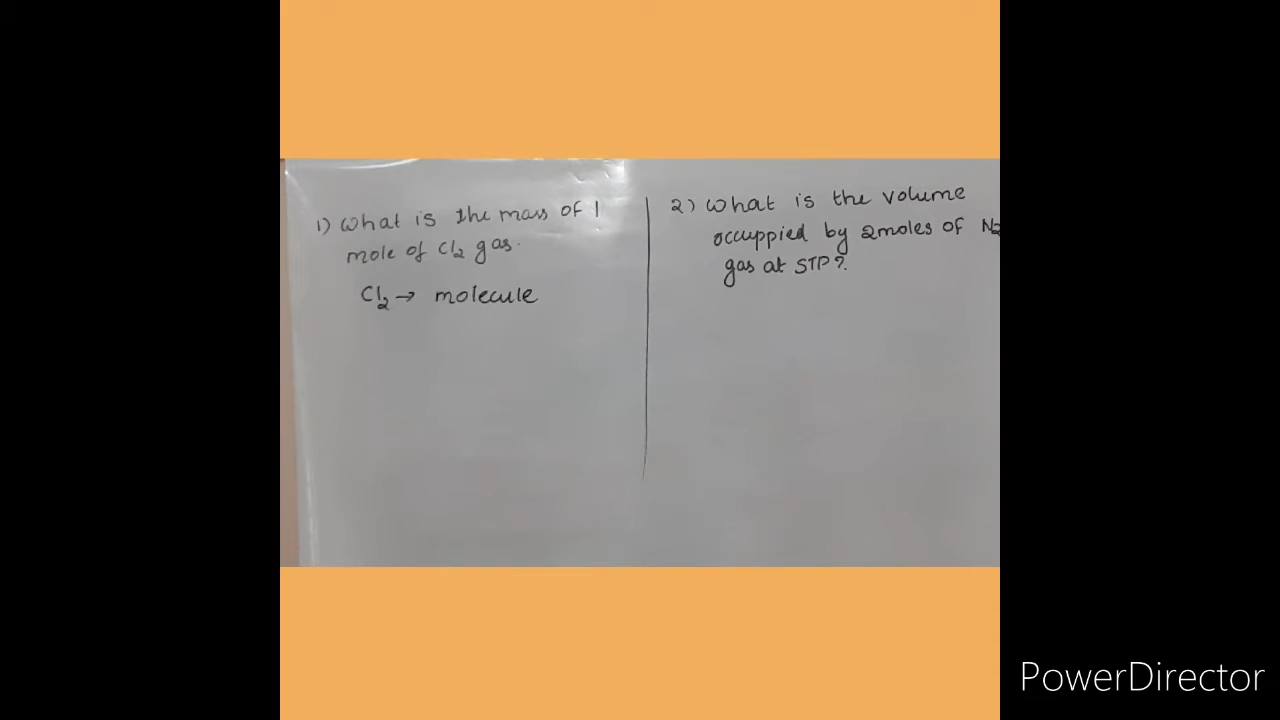 1) What is the mass of 1
mole of Cl2 gas.
Cl2 → molecule
2) What is the volume
occuppied by 2moles of N2
gas at STP?
PowerDirector